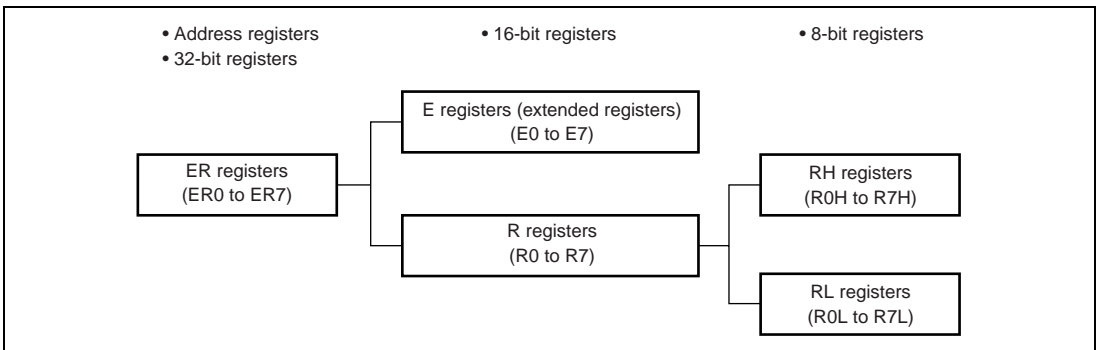 • Address registers
• 32-bit registers
• 16-bit registers
• 8-bit registers
E registers (extended registers)
(E0 to E7)
ER registers
(ER0 to ER7)
RH registers
(R0H to R7H)
R registers
(R0 to R7)
RL registers
(R0L to R7L)